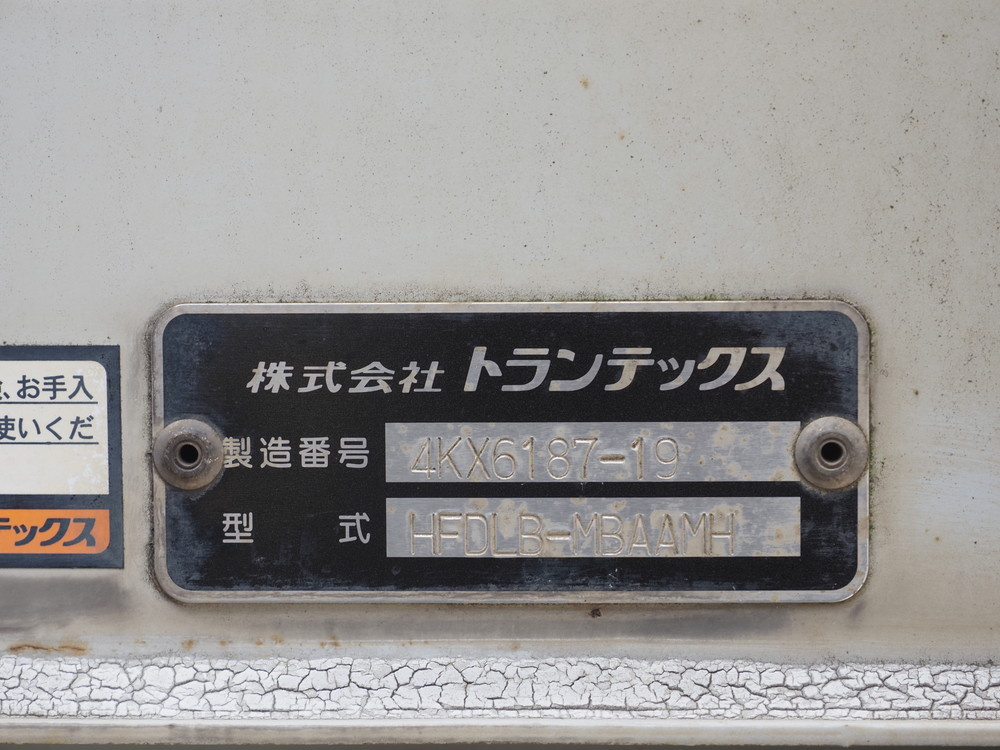 、お手入
使いくだ
テックス
株式会社 トランテックス
製造番号 4KX6187-19
型式 HFDLB-MBAAMH